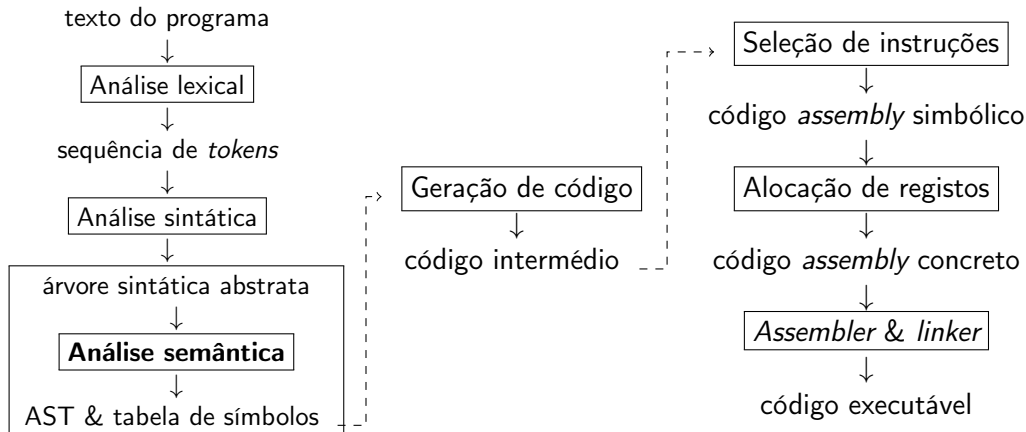 texto do programa
Análise lexical
sequência de tokens
Análise sintática
árvore sintática abstrata
Análise semântica
AST & tabela de símbolos
Geração de código
código intermédio
Seleção de instruções
código assembly simbólico
Alocação de registos
código assembly concreto
Assembler & linker
código executável